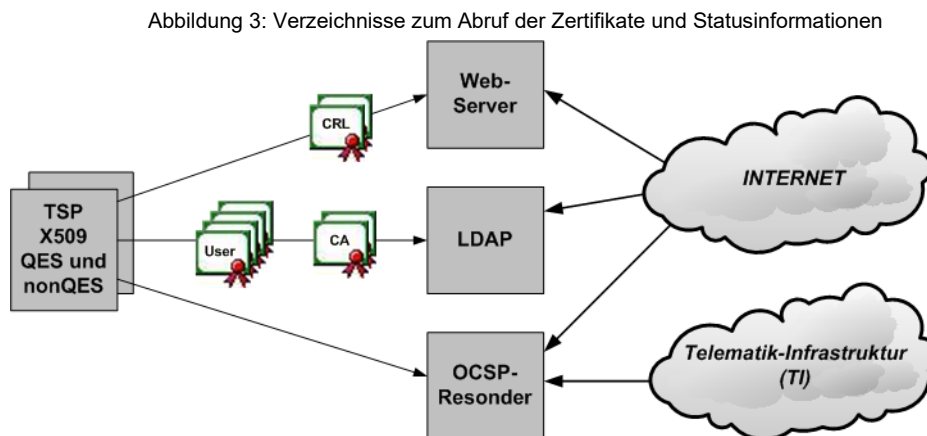 Abbildung 3: Verzeichnisse zum Abruf der Zertifikate und Statusinformationen
Web-
Server
CRL
INTERNET
TSP
X509
QES und
nonQES
User
CA
LDAP
OCSP-
Resonder
Telematik-Infrastruktur
(TI)